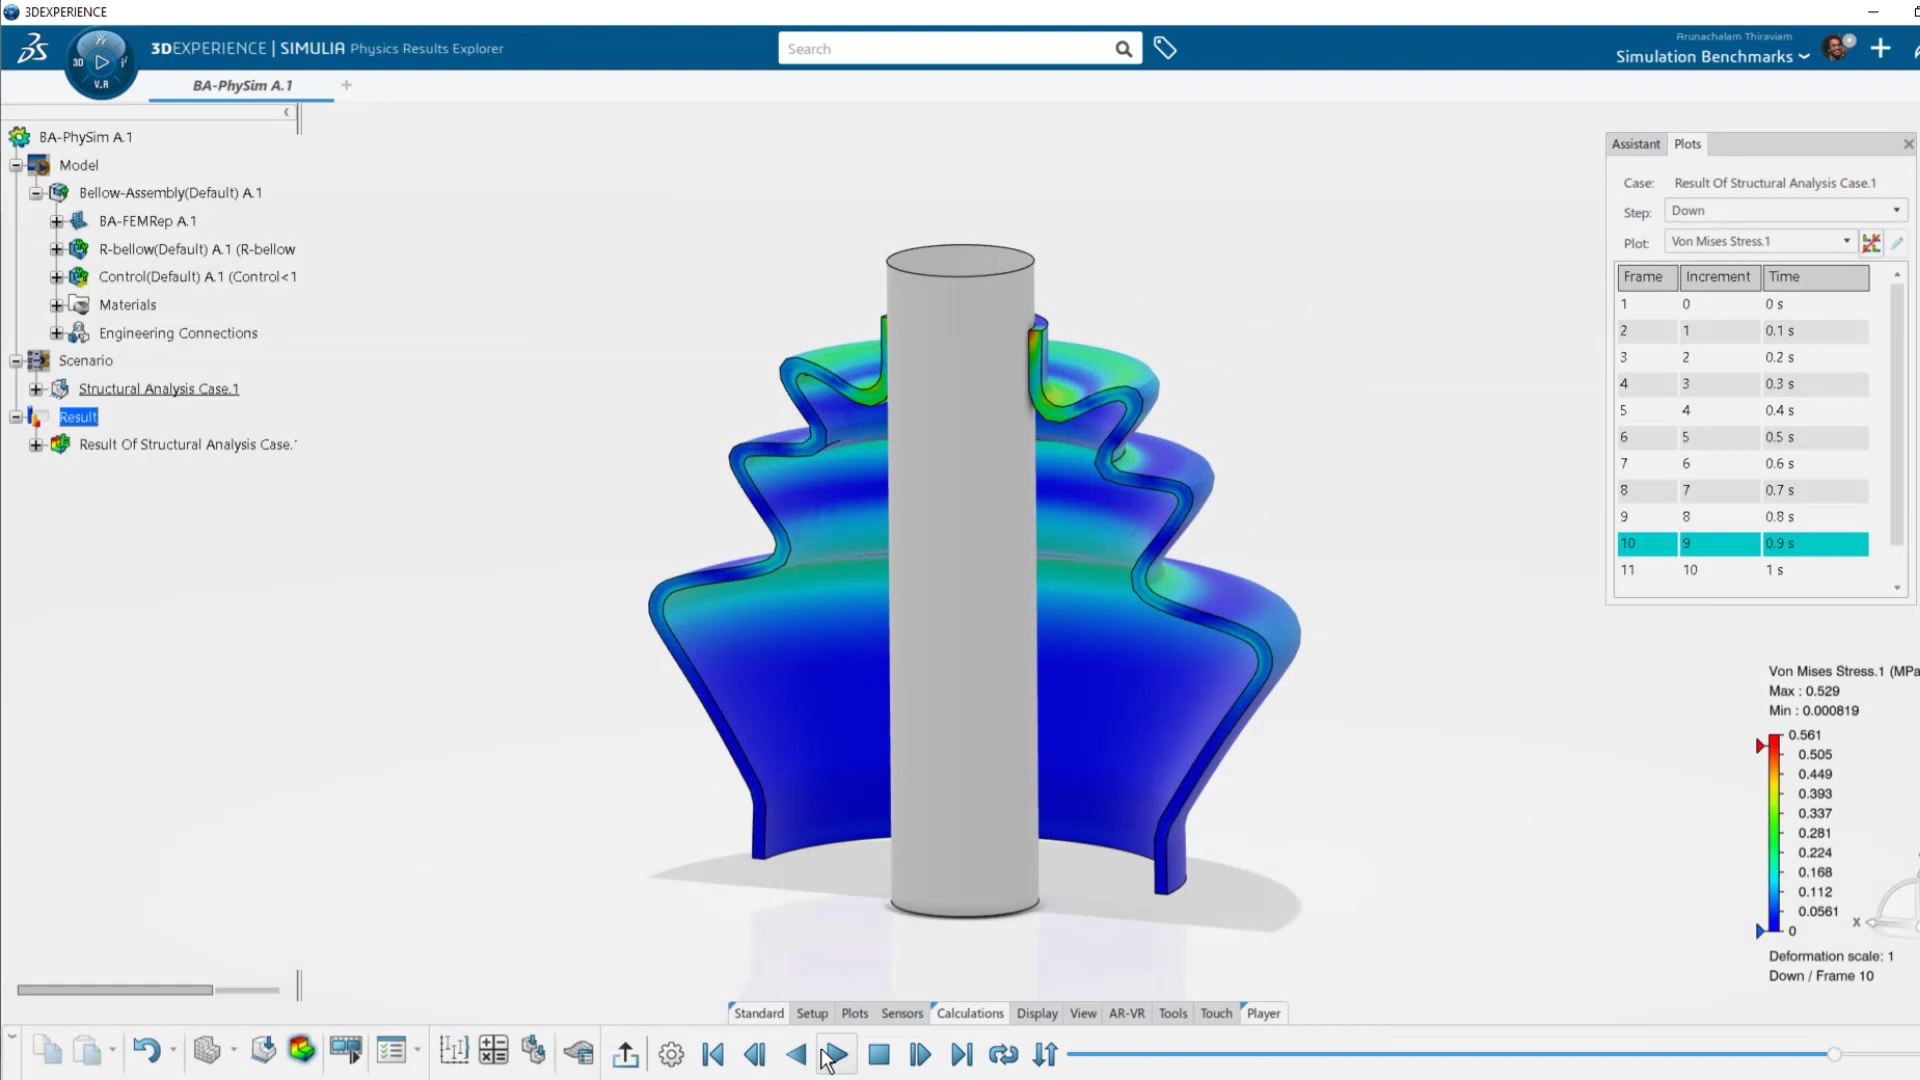 3DEXPERIENCE
3DEXPERIENCE | SIMULIA Physics Results Explorer
Search
Arunachalam Thiraviam
Simulation Benchmarks
3D
V.R
BA-PhySim A.1
BA-PhySim A.1
Model
Bellow-Assembly(Default) A.1
BA-FEMRep A.1
R-bellow(Default) A.1 (R-bellow
Control(Default) A.1 (Control<1
Materials
Engineering Connections
Scenario
Structural Analysis Case.1
Result
Result Of Structural Analysis Case.
Assistant Plots
Case: Result Of Structural Analysis Case.1
Step: Down
Plot: Von Mises Stress.1
Frame Increment Time
1 0 0 s
2 1 0.1 s
3 2 0.2 s
4 3 0.3 s
5 4 0.4 s
6 5 0.5 s
7 6 0.6 s
8 7 0.7 s
9 8 0.8 s
10 9 0.9 s
11 10 1 s
Von Mises Stress.1 (MPa
Max : 0.529
Min : 0.000819
0.561
0.505
0.449
0.393
0.337
0.281
0.224
0.168
0.112
0.0561
0
X
Deformation scale: 1
Down / Frame 10
Standard Setup Plots Sensors Calculations Display View AR-VR Tools Touch Player